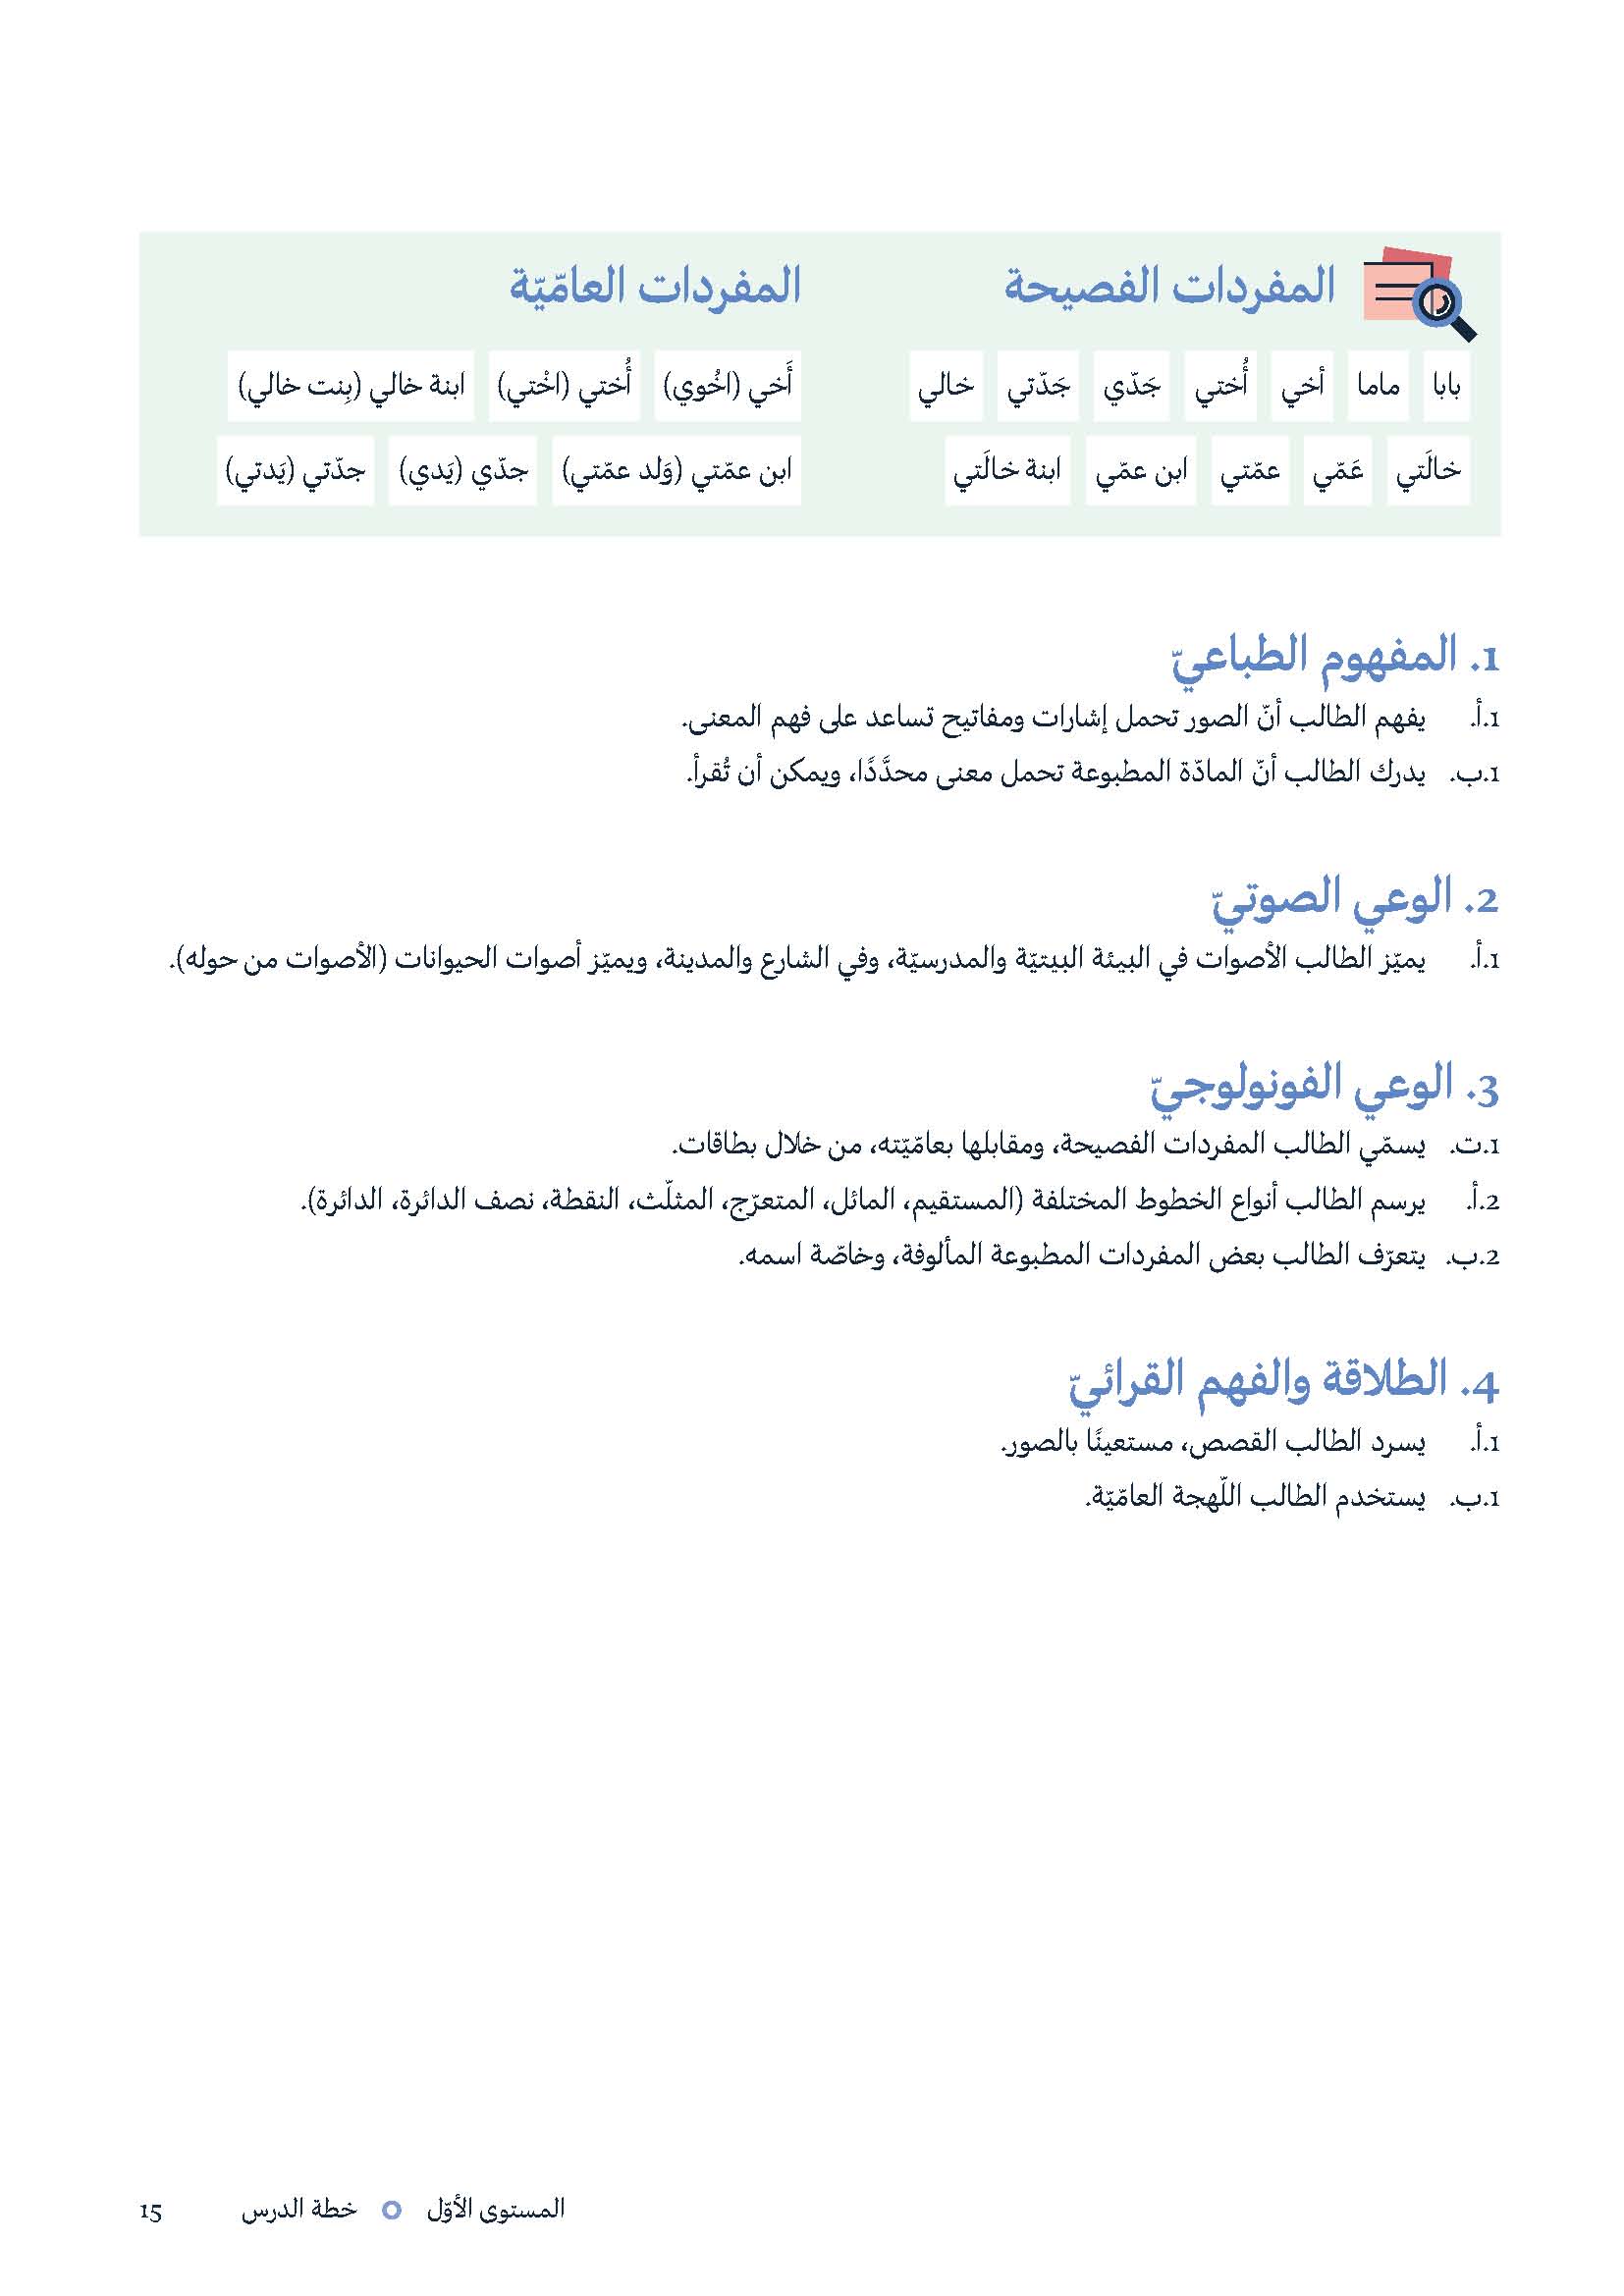 المفردات الفصيحة
بابا ماما أخي أُختي جَدّي جَدّتي خالي
خالَتي عَمّي عمّتي ابن عمّي ابنة خالَتي
المفردات العامّيّة
أَخي (اخُوي) أُختي (اخْتي) ابنة خالي (بِنت خالي)
ابن عمّتي (وَلد عمّتي) جدّي (يَدي) جدّتي (يَدتي)
1. المفهوم الطباعيّ
1.أ. يفهم الطالب أنّ الصور تحمل إشارات ومفاتيح تساعد على فهم المعنى.
1.ب. يدرك الطالب أنّ المادّة المطبوعة تحمل معنى محدَّدًا، ويمكن أن تُقرأ.
2. الوعي الصوتيّ
1.أ. يميّز الطالب الأصوات في البيئة البيتيّة والمدرسيّة، وفي الشارع والمدينة، ويميّز أصوات الحيوانات (الأصوات من حوله).
3. الوعي الفونولوجيّ
1.ت. يسمّي الطالب المفردات الفصيحة، ومقابلها بعامّيّته، من خلال بطاقات.
2.أ. يرسم الطالب أنواع الخطوط المختلفة (المستقيم، المائل، المتعرّج، المثلّث، النقطة، نصف الدائرة، الدائرة).
2.ب. يتعرّف الطالب بعض المفردات المطبوعة المألوفة، وخاصّة اسمه.
4. الطلاقة والفهم القرائيّ
1.أ. يسرد الطالب القصص، مستعينًا بالصور.
1.ب. يستخدم الطالب اللّهجة العامّيّة.
المستوى الأوّل خطة الدرس 15